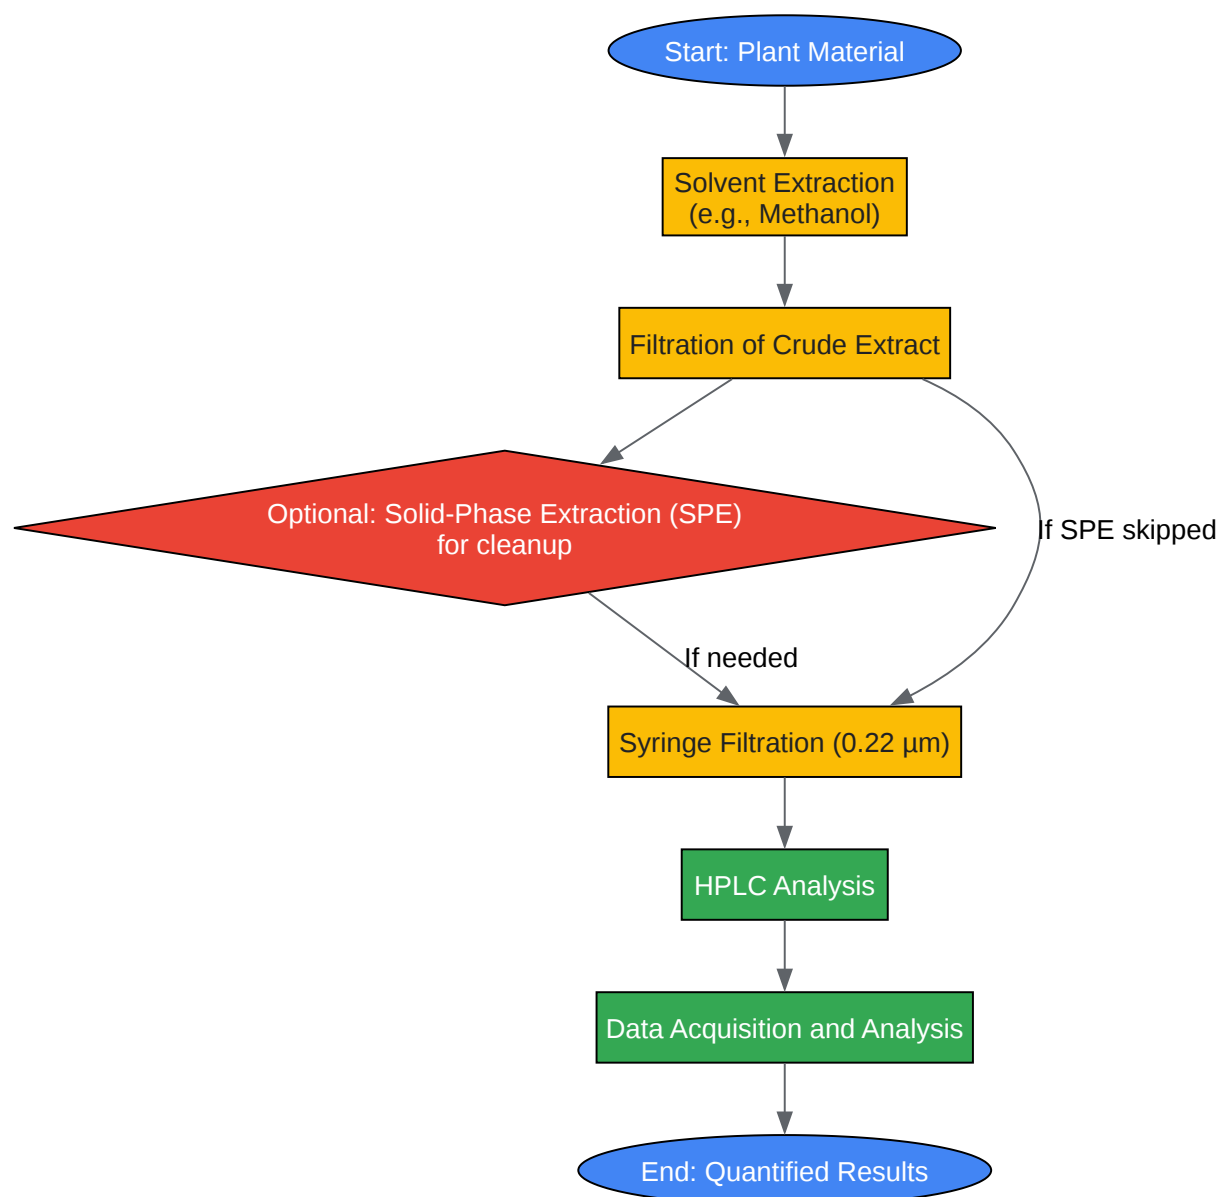 Start: Plant Material
Solvent Extraction
(e.g., Methanol)
Filtration of Crude Extract
Optional: Solid-Phase Extraction (SPE)
for cleanup
If SPE skipped
If needed
Syringe Filtration (0.22 µm)
HPLC Analysis
Data Acquisition and Analysis
End: Quantified Results